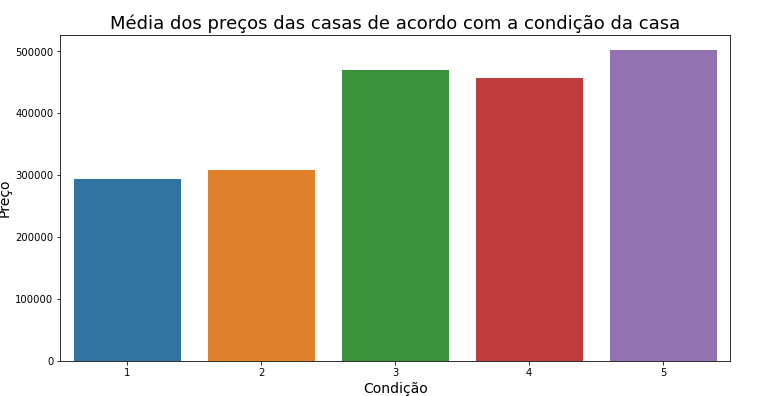 Média dos preços das casas de acordo com a condição da casa
500000
400000
300000
200000
100000
0
Preço
1 2 3 4 5
Condição